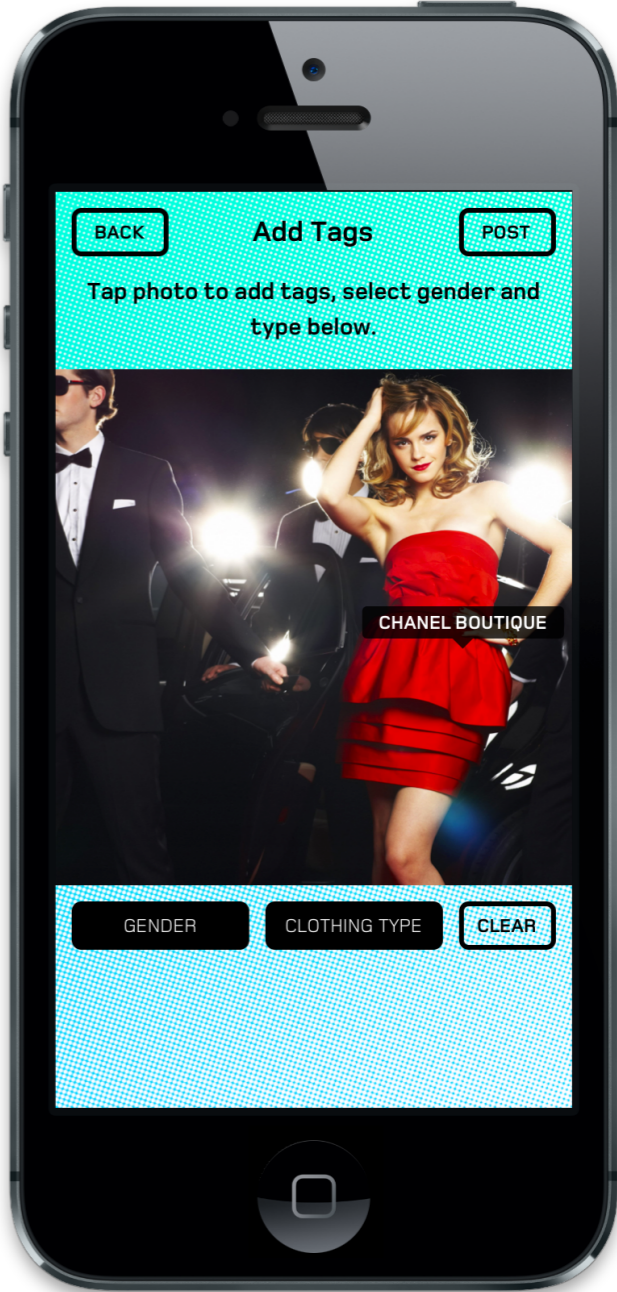 BACK
Add Tags
POST
Tap photo to add tags, select gender and
type below.
CHANEL BOUTIQUE
GENDER
CLOTHING TYPE
CLEAR